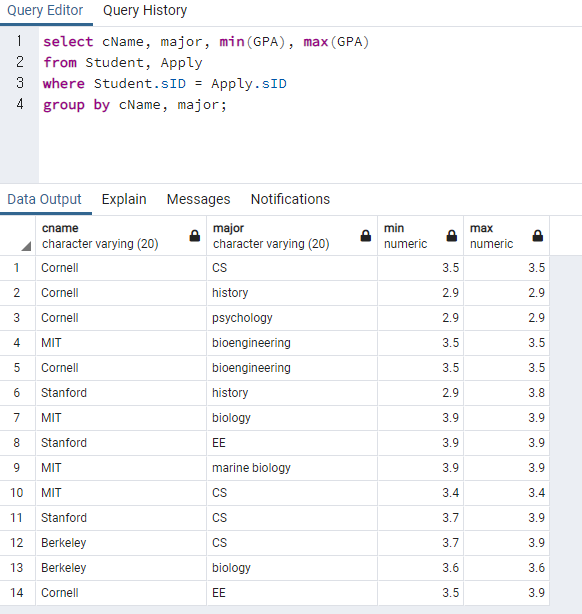 Query Editor Query History
1 select cName, major, min(GPA), max(GPA)
2 from Student, Apply
3 where Student.sID = Apply.sID
4 group by cName, major;
Data Output Explain Messages Notifications
cname major min max
character varying (20) character varying (20) numeric numeric
1 Cornell CS 3.5 3.5
2 Cornell history 2.9 2.9
3 Cornell psychology 2.9 2.9
4 MIT bioengineering 3.5 3.5
5 Cornell bioengineering 3.5 3.5
6 Stanford history 2.9 3.8
7 MIT biology 3.9 3.9
8 Stanford EE 3.9 3.9
9 MIT marine biology 3.9 3.9
10 MIT CS 3.4 3.4
11 Stanford CS 3.7 3.9
12 Berkeley CS 3.7 3.9
13 Berkeley biology 3.6 3.6
14 Cornell EE 3.5 3.9